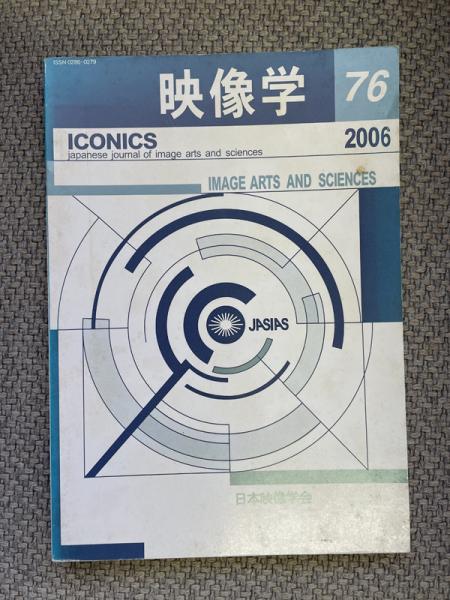 ISSN 0286-0279
映像学 76
ICONICS 2006
japanese journal of image arts and sciences
IMAGE ARTS AND SCIENCES
JASIAS
日本映像学会